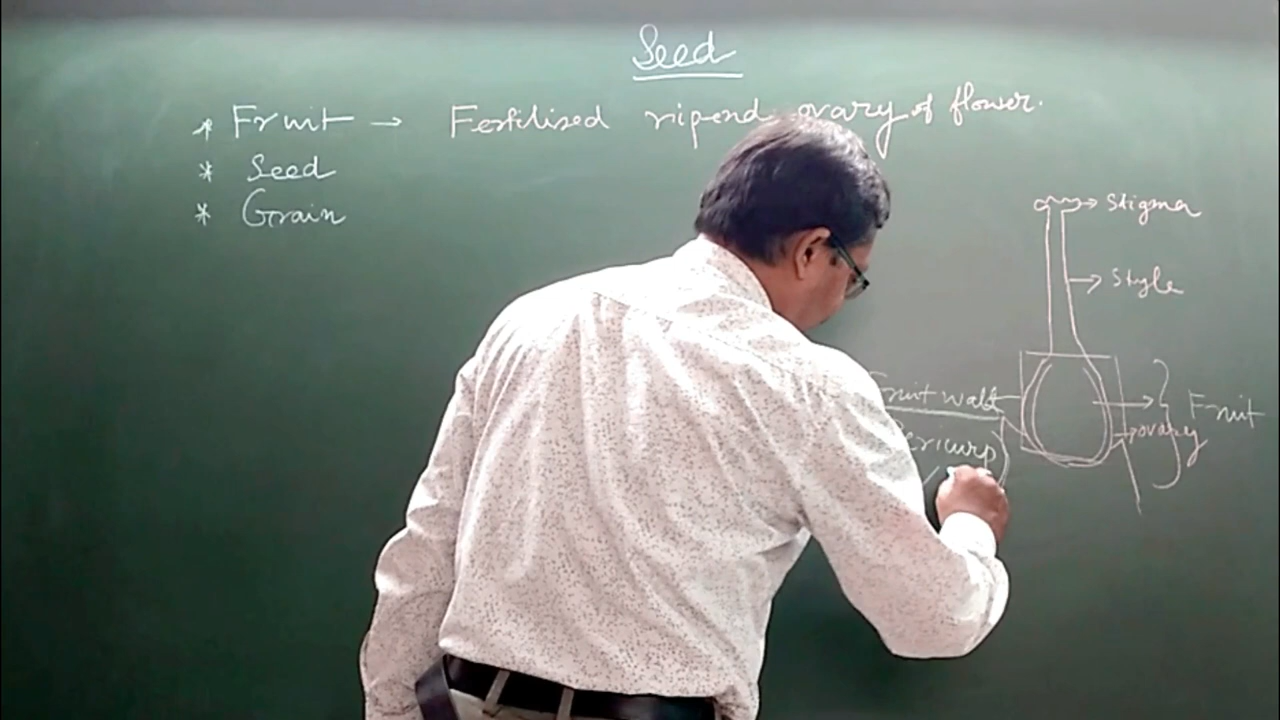 Seed
* Fruit → Fertilised ripend ovary of flower.
* Seed
* Grain
→ Stigma
→ Style
Fruit wall
→ Fruit
→ ovary
Pericarp